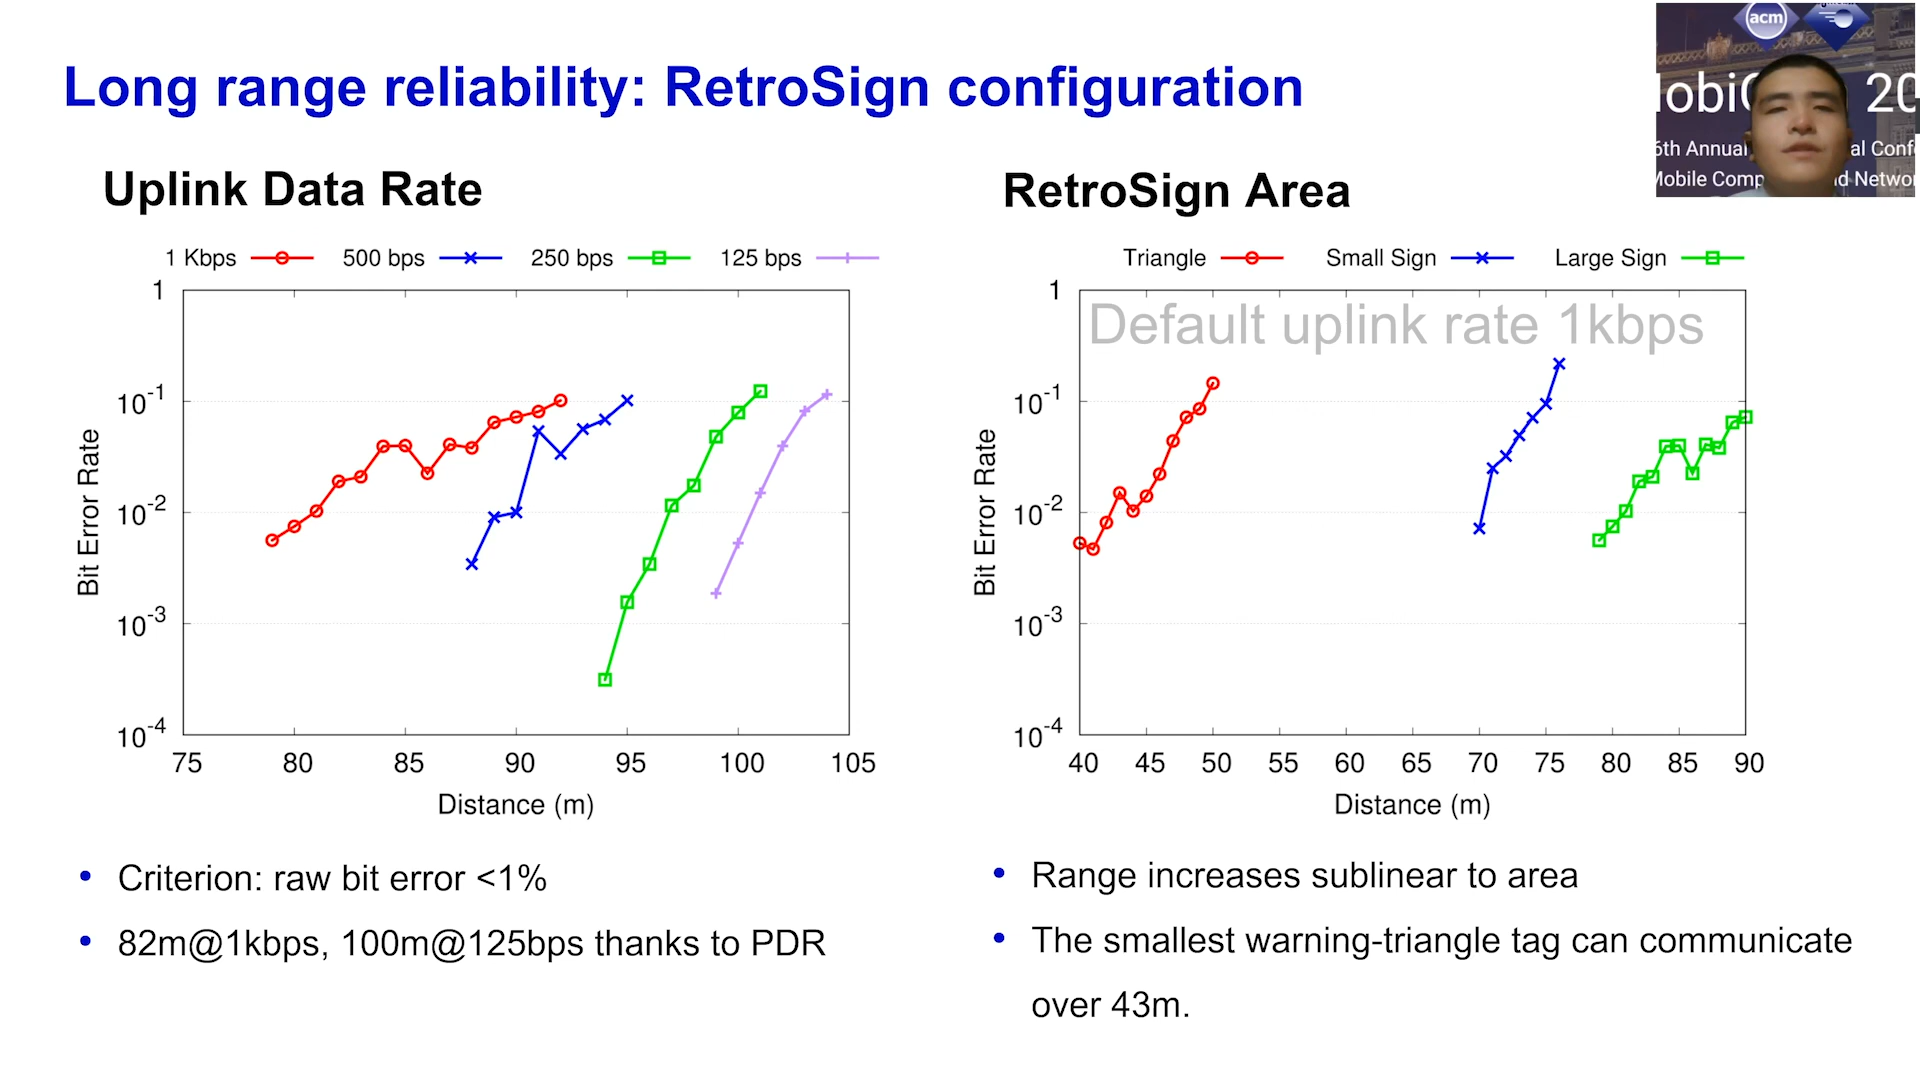 Long range reliability: RetroSign configuration
acm
20
al Conf
Uplink Data Rate
RetroSign Area
1 Kbps 500 bps 250 bps 125 bps
1
10-1
10-2
10-3
10-4
75 80 85 90 95 100 105
Bit Error Rate
Distance (m)
Triangle Small Sign Large Sign
Default uplink rate 1kbps
1
10-1
10-2
10-3
10-4
40 45 50 55 60 65 70 75 80 85 90
Bit Error Rate
Distance (m)
• Criterion: raw bit error <1%
• 82m@1kbps, 100m@125bps thanks to PDR
• Range increases sublinear to area
• The smallest warning-triangle tag can communicate
over 43m.